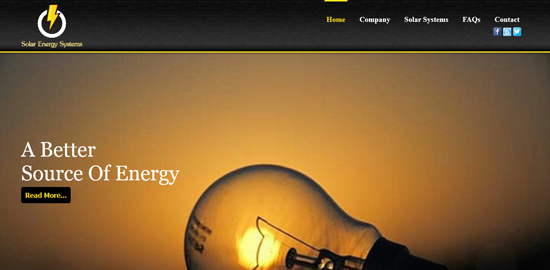 Solar Energy Systems
Home Company Solar Systems FAQs Contact
A Better
Source Of Energy
Read More...